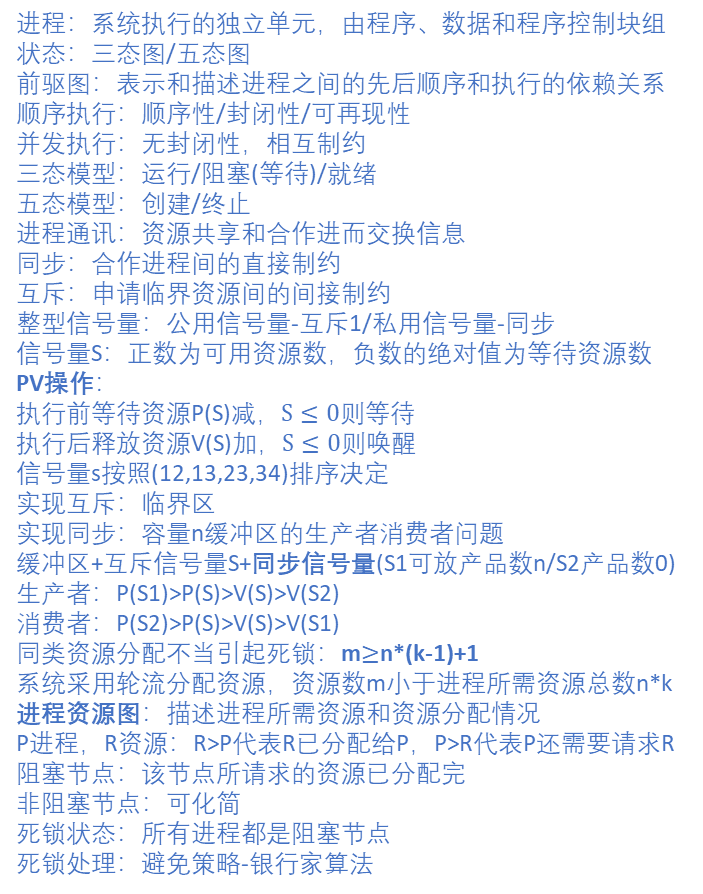 进程：系统执行的独立单元，由程序、数据和程序控制块组
状态：三态图/五态图
前驱图：表示和描述进程之间的先后顺序和执行的依赖关系
顺序执行：顺序性/封闭性/可再现性
并发执行：无封闭性，相互制约
三态模型：运行/阻塞(等待)/就绪
五态模型：创建/终止
进程通讯：资源共享和合作进而交换信息
同步：合作进程间的直接制约
互斥：申请临界资源间的间接制约
整型信号量：公用信号量-互斥1/私用信号量-同步
信号量S：正数为可用资源数，负数的绝对值为等待资源数
PV操作：
执行前等待资源P(S)减，S ≤ 0则等待
执行后释放资源V(S)加，S ≤ 0则唤醒
信号量s按照(12,13,23,34)排序决定
实现互斥：临界区
实现同步：容量n缓冲区的生产者消费者问题
缓冲区+互斥信号量S+同步信号量(S1可放产品数n/S2产品数0)
生产者：P(S1)>P(S)>V(S)>V(S2)
消费者：P(S2)>P(S)>V(S)>V(S1)
同类资源分配不当引起死锁：m≥n*(k-1)+1
系统采用轮流分配资源，资源数m小于进程所需资源总数n*k
进程资源图：描述进程所需资源和资源分配情况
P进程，R资源：R>P代表R已分配给P，P>R代表P还需要请求R
阻塞节点：该节点所请求的资源已分配完
非阻塞节点：可化简
死锁状态：所有进程都是阻塞节点
死锁处理：避免策略-银行家算法